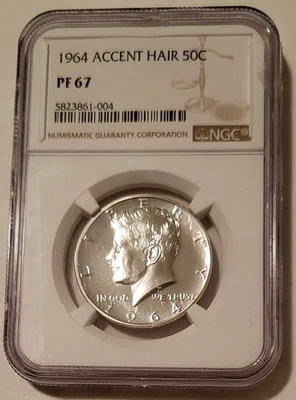 1964 ACCENT HAIR 50C
PF 67
5823861-004
NUMISMATIC GUARANTY CORPORATION
NGC
LIBERTY
IN GOD WE TRUST
1964